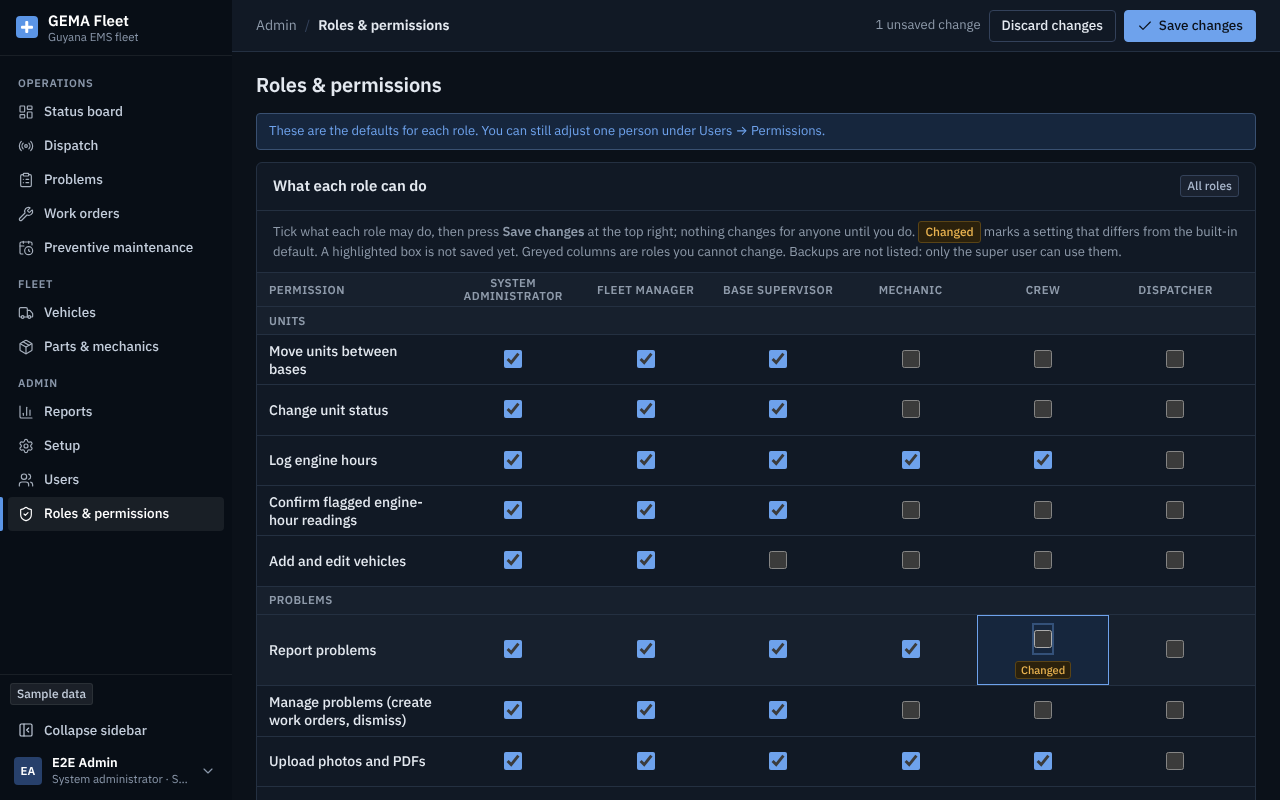 GEMA Fleet
Guyana EMS fleet
OPERATIONS
Status board
Dispatch
Problems
Work orders
Preventive maintenance
FLEET
Vehicles
Parts & mechanics
ADMIN
Reports
Setup
Users
Roles & permissions
Sample data
Collapse sidebar
EA
E2E Admin
System administrator · S...
Admin / Roles & permissions
1 unsaved change
Discard changes
Save changes
Roles & permissions
These are the defaults for each role. You can still adjust one person under Users → Permissions.
What each role can do
All roles
Tick what each role may do, then press Save changes at the top right; nothing changes for anyone until you do. Changed marks a setting that differs from the built-in
default. A highlighted box is not saved yet. Greyed columns are roles you cannot change. Backups are not listed: only the super user can use them.
PERMISSION
SYSTEM
ADMINISTRATOR
FLEET MANAGER
BASE SUPERVISOR
MECHANIC
CREW
DISPATCHER
UNITS
Move units between
bases
Change unit status
Log engine hours
Confirm flagged engine-
hour readings
Add and edit vehicles
PROBLEMS
Report problems
Changed
Manage problems (create
work orders, dismiss)
Upload photos and PDFs